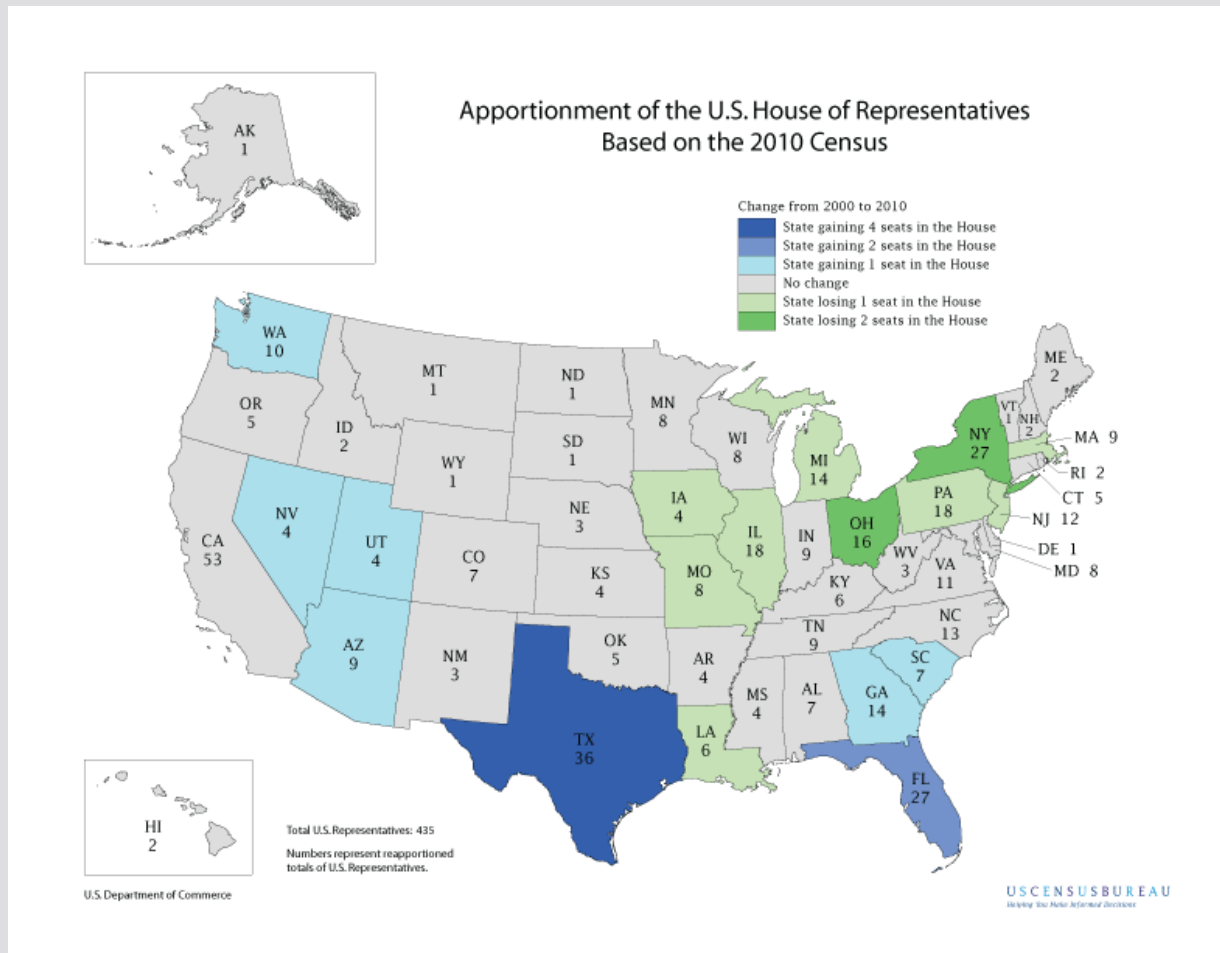 Apportionment of the U.S. House of Representatives
Based on the 2010 Census
AK
1
Change from 2000 to 2010
State gaining 4 seats in the House
State gaining 2 seats in the House
State gaining 1 seat in the House
No change
State losing 1 seat in the House
State losing 2 seats in the House
WA
10
OR
5
ID
2
MT
1
ND
1
MN
8
SD
1
WY
1
WI
8
MI
14
NY
27
VT
1
NH
2
ME
2
MA 9
RI 2
CT 5
NJ 12
DE 1
MD 8
PA
18
NV
4
UT
4
CA
53
CO
7
NE
3
IA
4
IL
18
IN
9
OH
16
WV
3
VA
11
KS
4
MO
8
KY
6
NC
13
TN
9
SC
7
AZ
9
NM
3
OK
5
AR
4
MS
4
AL
7
GA
14
TX
36
LA
6
FL
27
HI
2
Total U.S. Representatives: 435
Numbers represent reapportioned
totals of U.S. Representatives.
U.S. Department of Commerce
USCENSUSBUREAU
Helping You Make Informed Decisions